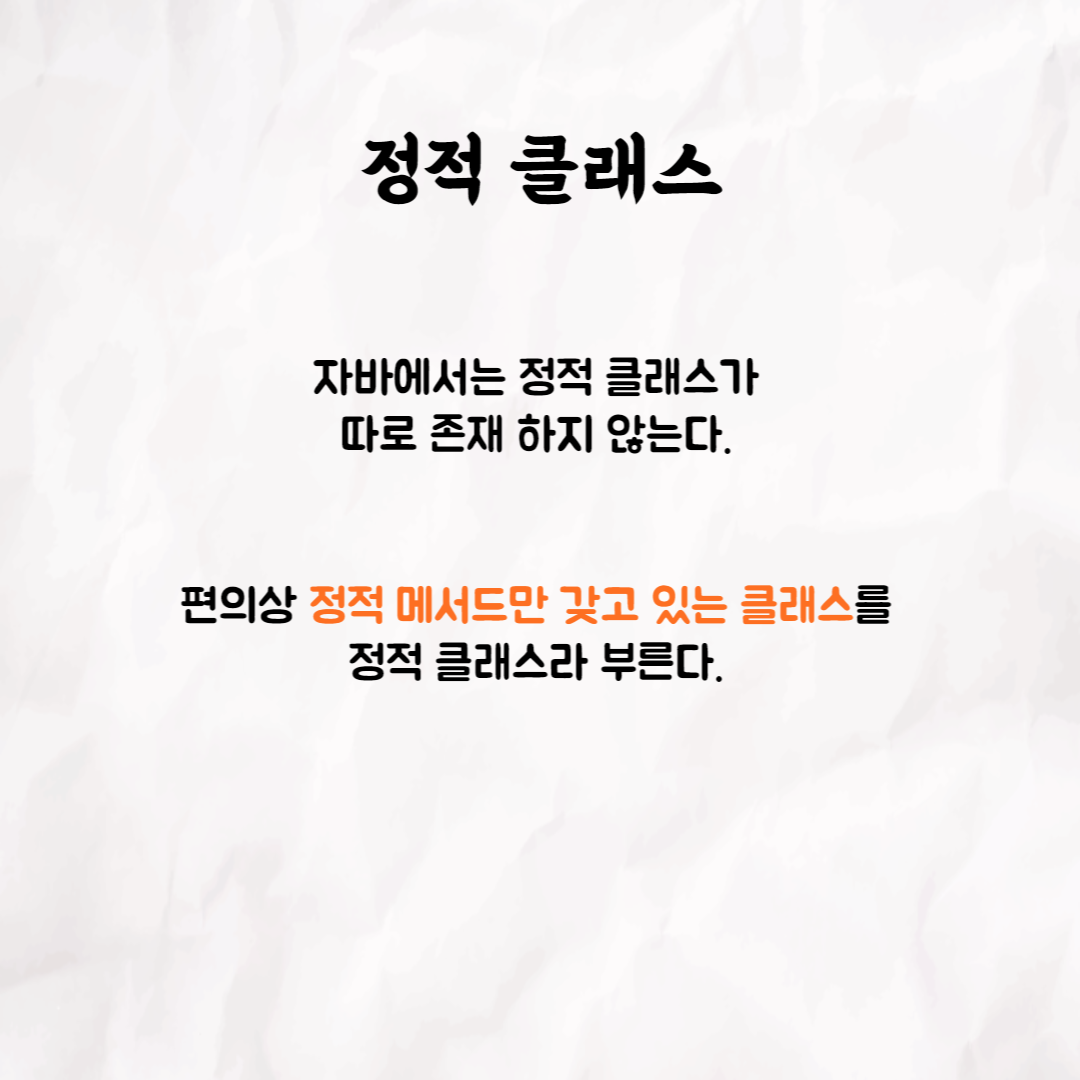 정적 클래스
자바에서는 정적 클래스가
따로 존재 하지 않는다.
편의상 정적 메서드만 갖고 있는 클래스를
정적 클래스라 부른다.